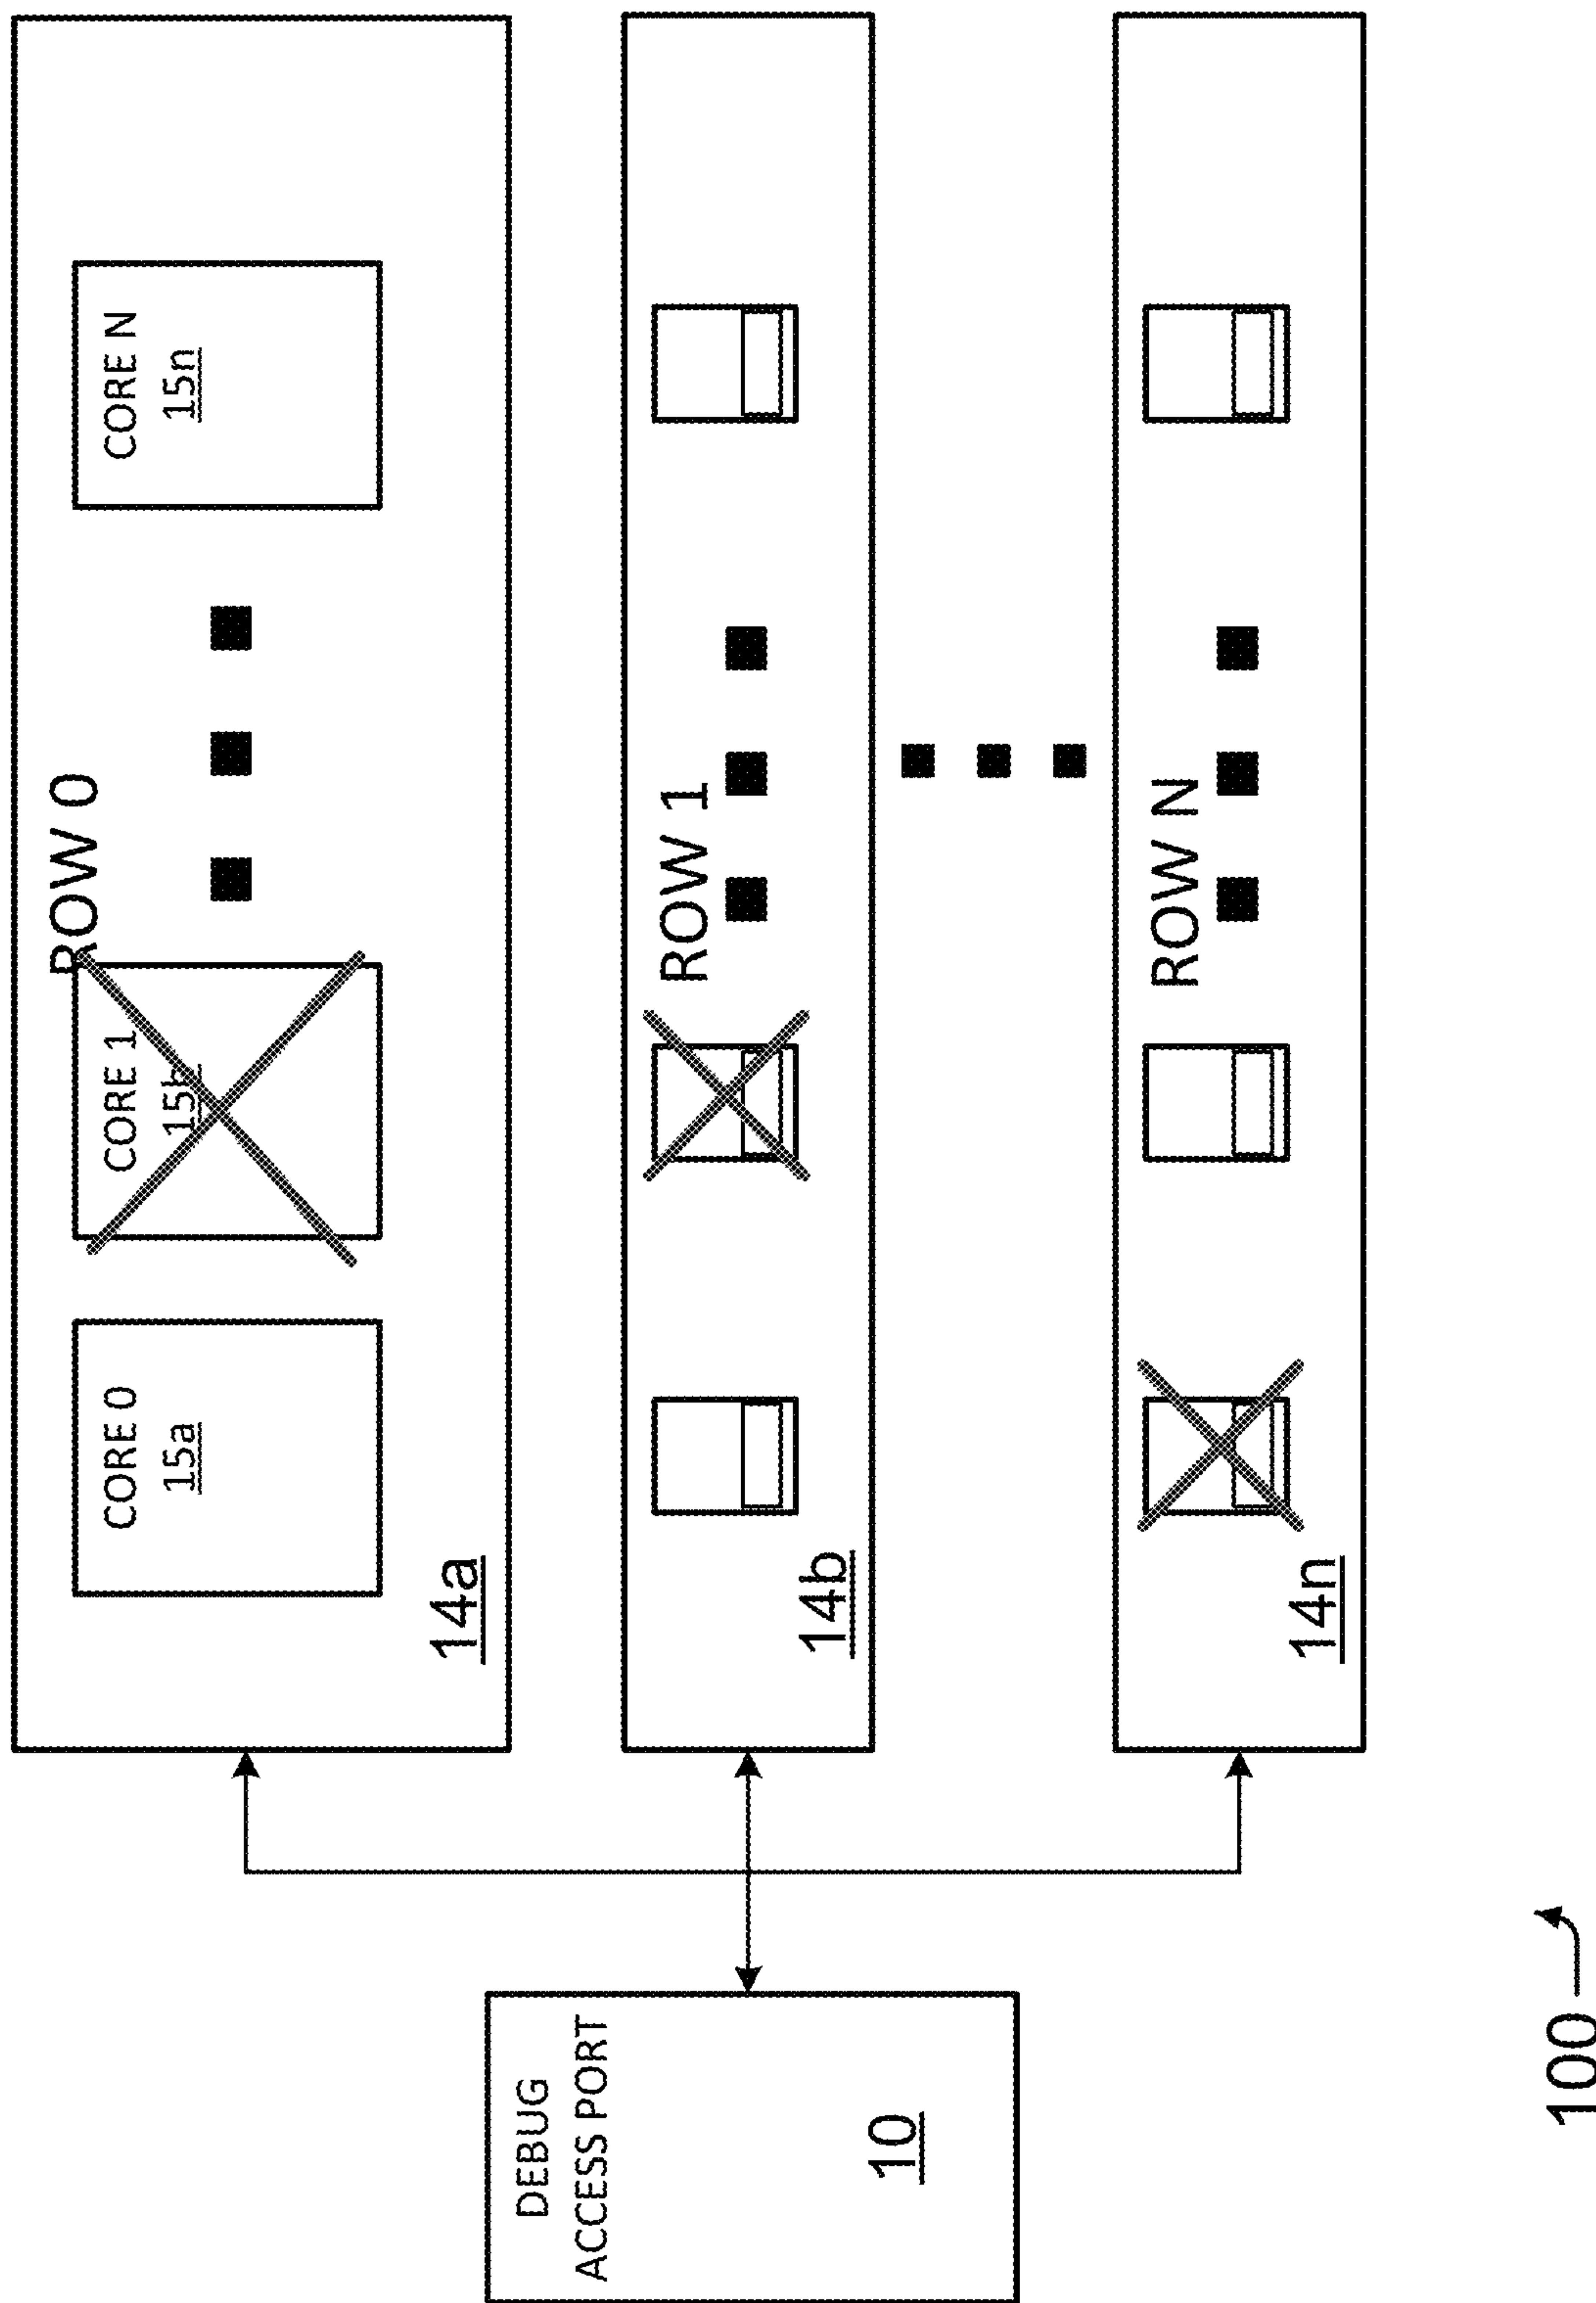 ROW 0
CORE 0
15a
CORE 1
15b
CORE N
15n
14a
ROW 1
14b
ROW N
14n
DEBUG
ACCESS PORT
10
100